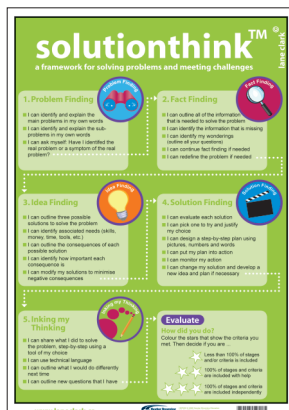 solutionthink™
lane clark
a framework for solving problems and meeting challenges
Problem Finding
1. Problem Finding
I can identify and explain the
main problems in my own words
I can identify and explain the sub-
problems in my own words
I can ask myself: Have I identified the
real problem or a symptom of the real
problem?
Fact Finding
2. Fact Finding
I can outline all of the information
that is needed to solve the problem
I can identify the information that is missing
I can identify my wonderings
(outline all your questions)
I can continue fact finding if needed
I can redefine the problem if needed
Idea Finding
3. Idea Finding
I can outline three possible
solutions to solve the problem
I can identify associated needs (skills,
money, time, tools, etc.)
I can outline the consequences of each
possible solution
I can identify how important each
consequence is
I can modify my solutions to minimise
negative consequences
Solution Finding
4. Solution Finding
I can evaluate each solution
I can pick one to try and justify
my choice
I can design a step-by-step plan using
pictures, numbers and words
I can put my plan into action
I can monitor my action
I can change my solution and develop a
new idea and plan if necessary
5. Inking my
Thinking
I can share what I did to solve
the problem, step-by-step using a
tool of my choice
I can use technical language
I can outline what I would do differently
next time
I can outline new questions that I have
Evaluate
How did you do?
Colour the stars that show the criteria you
met. Then decide if you are ...
Less than 100% of stages
and/or criteria is included
100% of stages and criteria
are included with help
100% of stages and criteria
are included independently